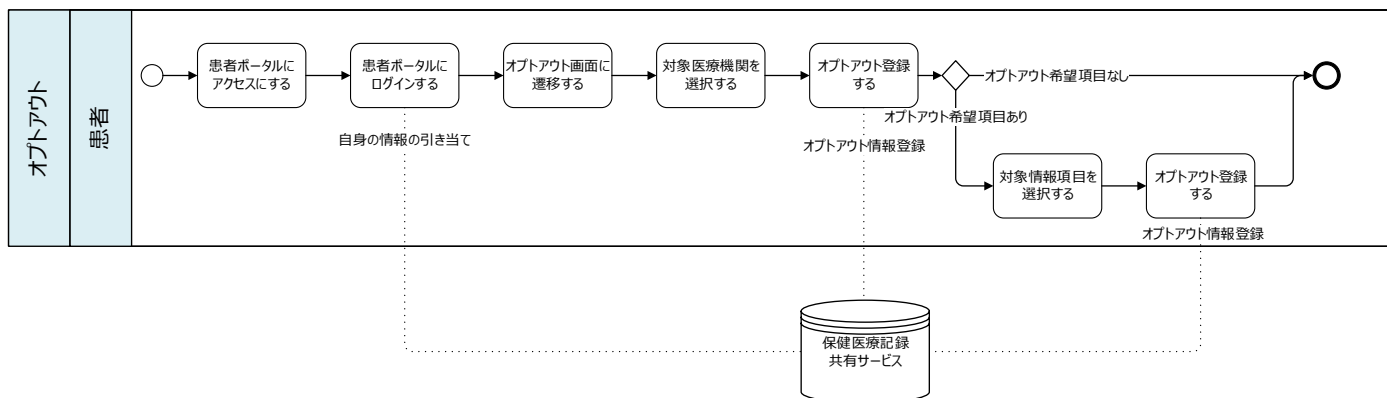 オプトアウト
患者
患者ポータルに
アクセスにする
患者ポータルに
ログインする
オプトアウト画面に
遷移する
対象医療機関を
選択する
オプトアウト登録
する
オプトアウト希望項目なし
オプトアウト希望項目あり
自身の情報の引き当て
オプトアウト情報登録
対象情報項目を
選択する
オプトアウト登録
する
オプトアウト情報登録
保健医療記録
共有サービス